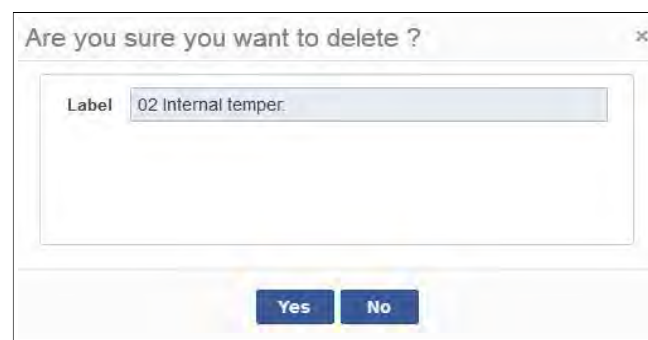 Are you sure you want to delete ?
×
Label 02 Internal temper.
Yes No